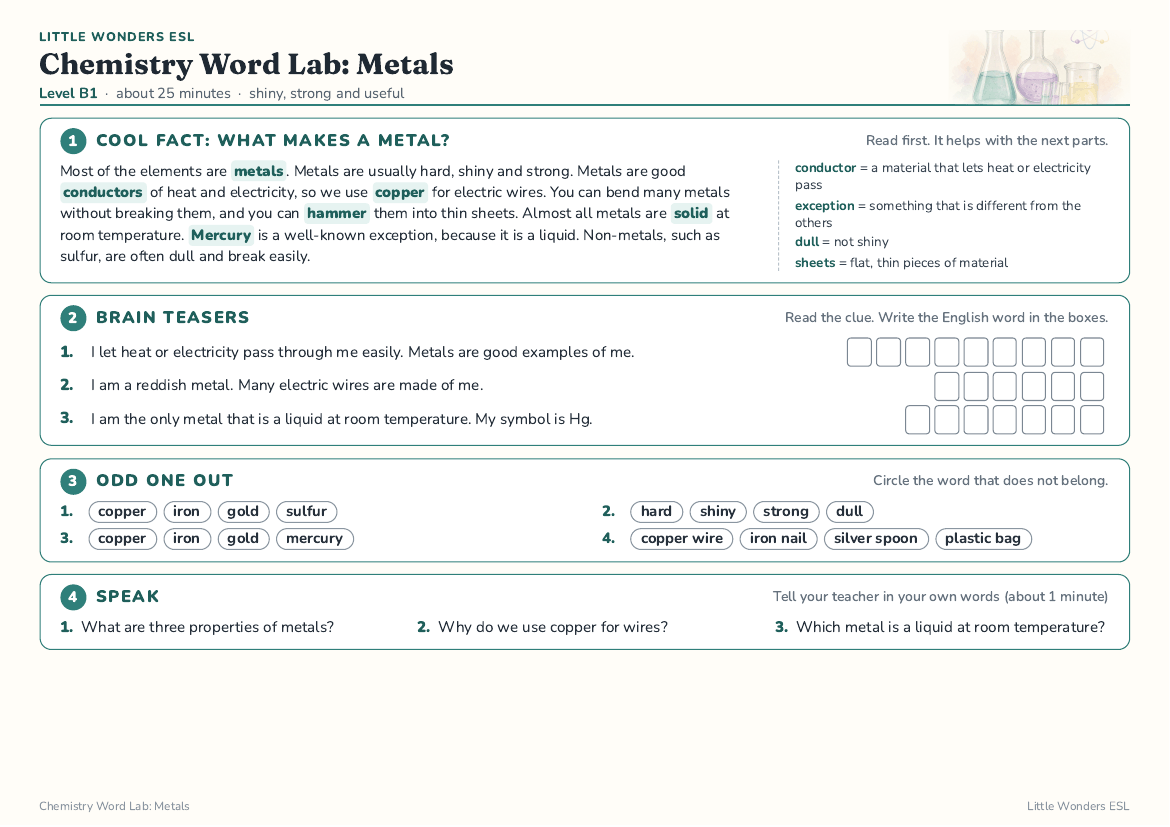 LITTLE WONDERS ESL
Chemistry Word Lab: Metals
Level B1 · about 25 minutes · shiny, strong and useful
1 COOL FACT: WHAT MAKES A METAL?
Read first. It helps with the next parts.
Most of the elements are metals. Metals are usually hard, shiny and strong. Metals are good
conductors of heat and electricity, so we use copper for electric wires. You can bend many metals
without breaking them, and you can hammer them into thin sheets. Almost all metals are solid at
room temperature. Mercury is a well-known exception, because it is a liquid. Non-metals, such as
sulfur, are often dull and break easily.
conductor = a material that lets heat or electricity
pass
exception = something that is different from the
others
dull = not shiny
sheets = flat, thin pieces of material
2 BRAIN TEASERS
Read the clue. Write the English word in the boxes.
1. I let heat or electricity pass through me easily. Metals are good examples of me.
2. I am a reddish metal. Many electric wires are made of me.
3. I am the only metal that is a liquid at room temperature. My symbol is Hg.
3 ODD ONE OUT
Circle the word that does not belong.
1. copper iron gold sulfur
2. hard shiny strong dull
3. copper iron gold mercury
4. copper wire iron nail silver spoon plastic bag
4 SPEAK
Tell your teacher in your own words (about 1 minute)
1. What are three properties of metals?
2. Why do we use copper for wires?
3. Which metal is a liquid at room temperature?
Chemistry Word Lab: Metals
Little Wonders ESL